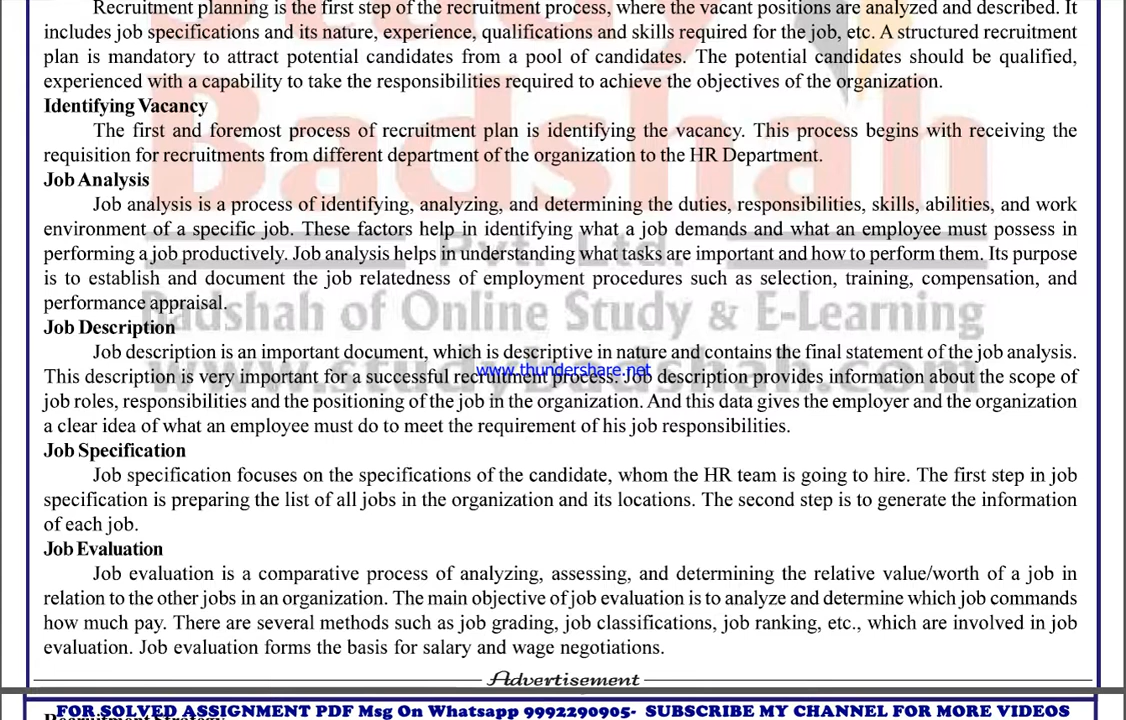 Recruitment planning is the first step of the recruitment process, where the vacant positions are analyzed and described. It
includes job specifications and its nature, experience, qualifications and skills required for the job, etc. A structured recruitment
plan is mandatory to attract potential candidates from a pool of candidates. The potential candidates should be qualified,
experienced with a capability to take the responsibilities required to achieve the objectives of the organization.
Identifying Vacancy
The first and foremost process of recruitment plan is identifying the vacancy. This process begins with receiving the
requisition for recruitments from different department of the organization to the HR Department.
Badshah
Job Analysis
Job analysis is a process of identifying, analyzing, and determining the duties, responsibilities, skills, abilities, and work
environment of a specific job. These factors help in identifying what a job demands and what an employee must possess in
Pvt. Ltd.
performing a job productively. Job analysis helps in understanding what tasks are important and how to perform them. Its purpose
is to establish and document the job relatedness of employment procedures such as selection, training, compensation, and
performance appraisal.
Badshah of Online Study & E-Learning
Job Description
Job description is an important document, which is descriptive in nature and contains the final statement of the job analysis.
www.thundershare.net
www.studybadshah.com
This description is very important for a successful recruitment process. Job description provides information about the scope of
job roles, responsibilities and the positioning of the job in the organization. And this data gives the employer and the organization
a clear idea of what an employee must do to meet the requirement of his job responsibilities.
Job Specification
Job specification focuses on the specifications of the candidate, whom the HR team is going to hire. The first step in job
specification is preparing the list of all jobs in the organization and its locations. The second step is to generate the information
of each job.
Job Evaluation
Job evaluation is a comparative process of analyzing, assessing, and determining the relative value/worth of a job in
relation to the other jobs in an organization. The main objective of job evaluation is to analyze and determine which job commands
how much pay. There are several methods such as job grading, job classifications, job ranking, etc., which are involved in job
evaluation. Job evaluation forms the basis for salary and wage negotiations.
Advertisement
FOR SOLVED ASSIGNMENT PDF Msg On Whatsapp 9992290905- SUBSCRIBE MY CHANNEL FOR MORE VIDEOS